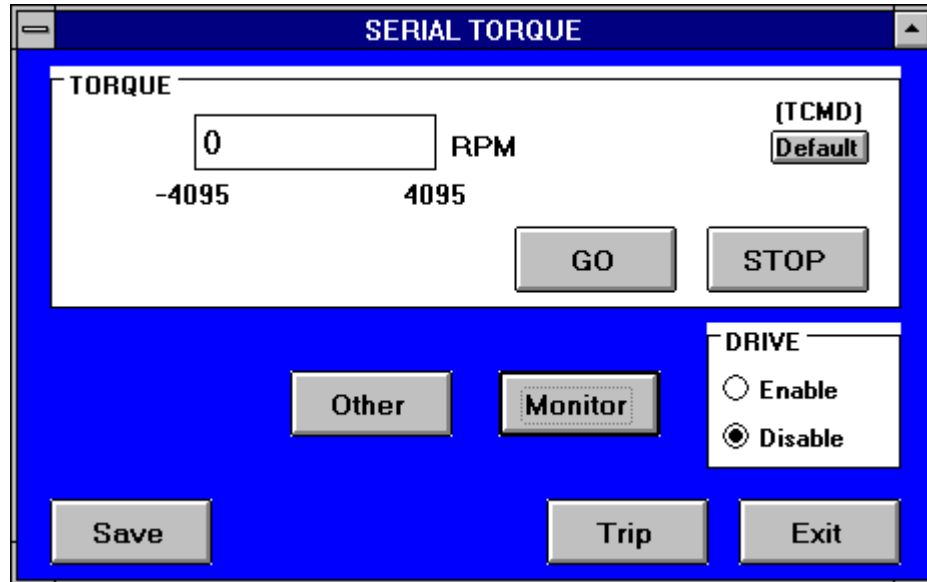 SERIAL TORQUE
TORQUE
(TCMD)
0 RPM Default
-4095 4095
GO STOP
DRIVE
Enable
Other Monitor
Disable
Save Trip Exit